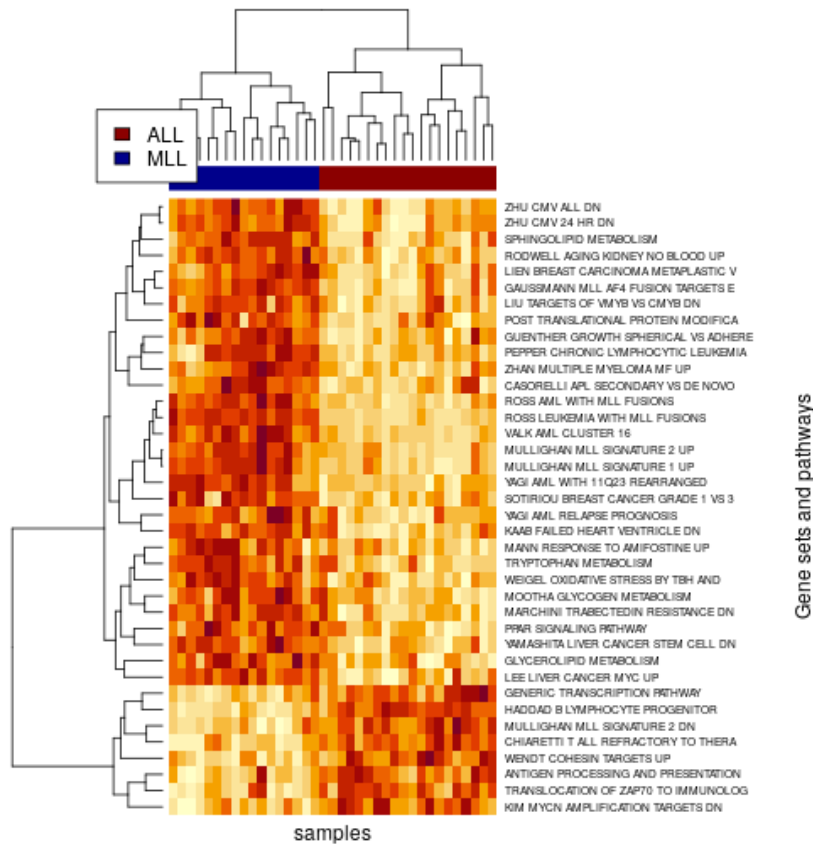 ALL
MLL
ZHU CMV ALL DN
ZHU CMV 24 HR DN
SPHINGOLIPID METABOLISM
RODWELL AGING KIDNEY NO BLOOD UP
LIEN BREAST CARCINOMA METAPLASTIC V
GAUSSMANN MLL AF4 FUSION TARGETS E
LIU TARGETS OF VMYB VS CMYB DN
POST TRANSLATIONAL PROTEIN MODIFICA
GUENTHER GROWTH SPHERICAL VS ADHERE
PEPPER CHRONIC LYMPHOCYTIC LEUKEMIA
ZHAN MULTIPLE MYELOMA MF UP
CASORELLI APL SECONDARY VS DE NOVO
ROSS AML WITH MLL FUSIONS
ROSS LEUKEMIA WITH MLL FUSIONS
VALK AML CLUSTER 16
MULLIGHAN MLL SIGNATURE 2 UP
MULLIGHAN MLL SIGNATURE 1 UP
YAGI AML WITH 11Q23 REARRANGED
SOTIRIOU BREAST CANCER GRADE 1 VS 3
YAGI AML RELAPSE PROGNOSIS
KAAB FAILED HEART VENTRICLE DN
MANN RESPONSE TO AMIFOSTINE UP
TRYPTOPHAN METABOLISM
WEIGEL OXIDATIVE STRESS BY TBH AND
MOOTHA GLYCOGEN METABOLISM
MARCHINI TRABECTEDIN RESISTANCE DN
PPAR SIGNALING PATHWAY
YAMASHITA LIVER CANCER STEM CELL DN
GLYCEROLIPID METABOLISM
LEE LIVER CANCER MYC UP
GENERIC TRANSCRIPTION PATHWAY
HADDAD B LYMPHOCYTE PROGENITOR
MULLIGHAN MLL SIGNATURE 2 DN
CHIARETTI T ALL REFRACTORY TO THERA
WENDT COHESIN TARGETS UP
ANTIGEN PROCESSING AND PRESENTATION
TRANSLOCATION OF ZAP70 TO IMMUNOLOG
KIM MYCN AMPLIFICATION TARGETS DN
Gene sets and pathways
samples